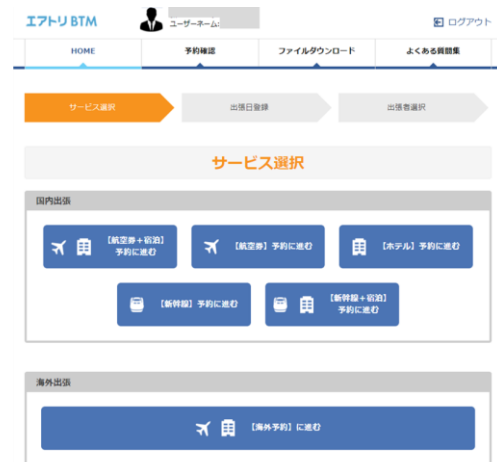 エアトリ BTM
ユーザーネーム:
ログアウト
HOME
予約確認
ファイルダウンロード
よくある質問集
サービス選択
出張日登録
出張者選択
サービス選択
国内出張
【航空券+宿泊】
予約に進む
【航空券】予約に進む
【ホテル】予約に進む
【新幹線】予約に進む
【新幹線+宿泊】
予約に進む
海外出張
【海外予約】に進む